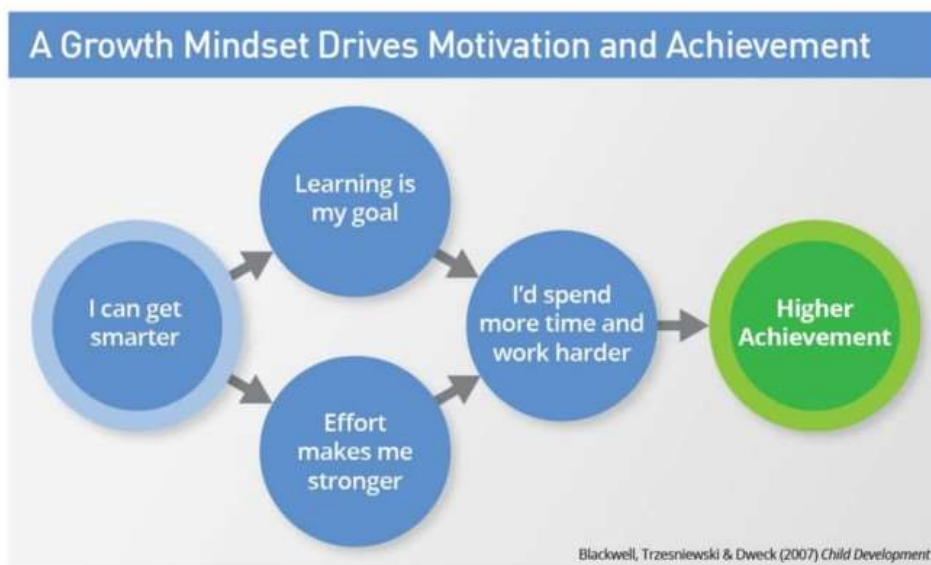 A Growth Mindset Drives Motivation and Achievement
I can get
smarter
Learning is
my goal
Effort
makes me
stronger
I'd spend
more time and
work harder
Higher
Achievement
Blackwell, Trzesniewski & Dweck (2007) Child Development